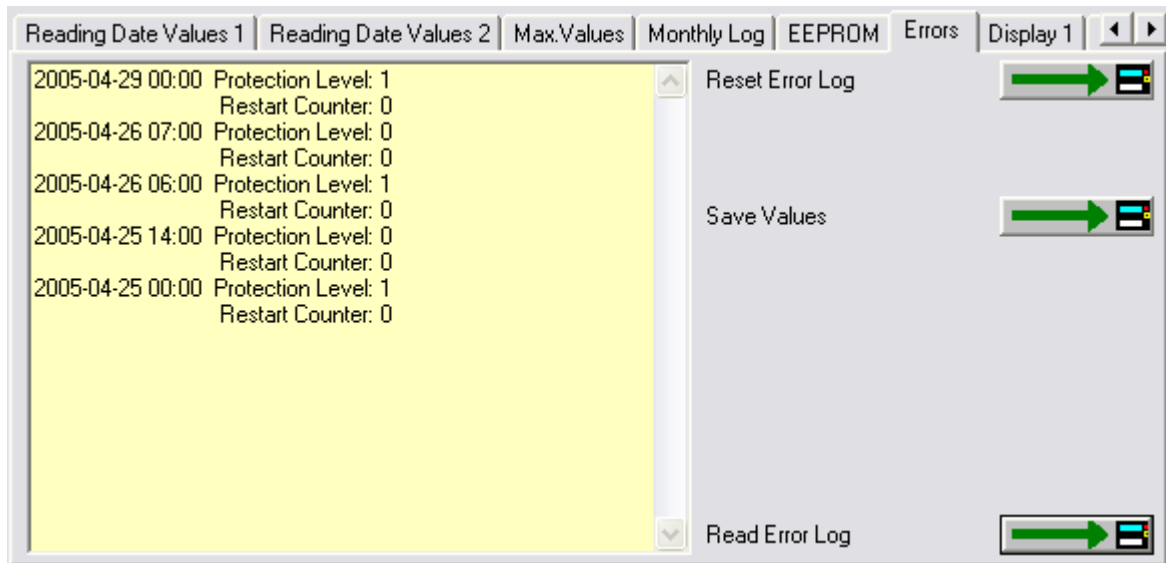 Reading Date Values 1 Reading Date Values 2 Max.Values Monthly Log EEPROM Errors Display 1
2005-04-29 00:00 Protection Level: 1
Restart Counter: 0
2005-04-26 07:00 Protection Level: 0
Restart Counter: 0
2005-04-26 06:00 Protection Level: 1
Restart Counter: 0
2005-04-25 14:00 Protection Level: 0
Restart Counter: 0
2005-04-25 00:00 Protection Level: 1
Restart Counter: 0
Reset Error Log
Save Values
Read Error Log